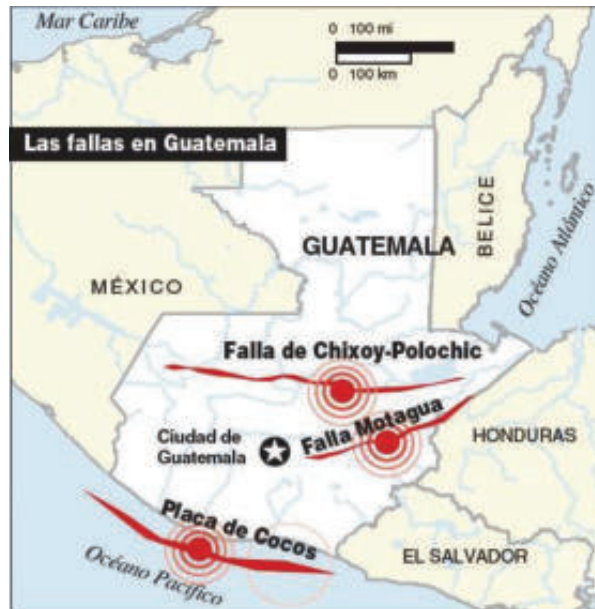 Mar Caribe
0 100 mi
0 100 km
Las fallas en Guatemala
GUATEMALA
BELICE
Océano Atlántico
MÉXICO
Falla de Chixoy-Polochic
Falla Motagua
Ciudad de
Guatemala
HONDURAS
Placa de Cocos
Océano Pacífico
EL SALVADOR